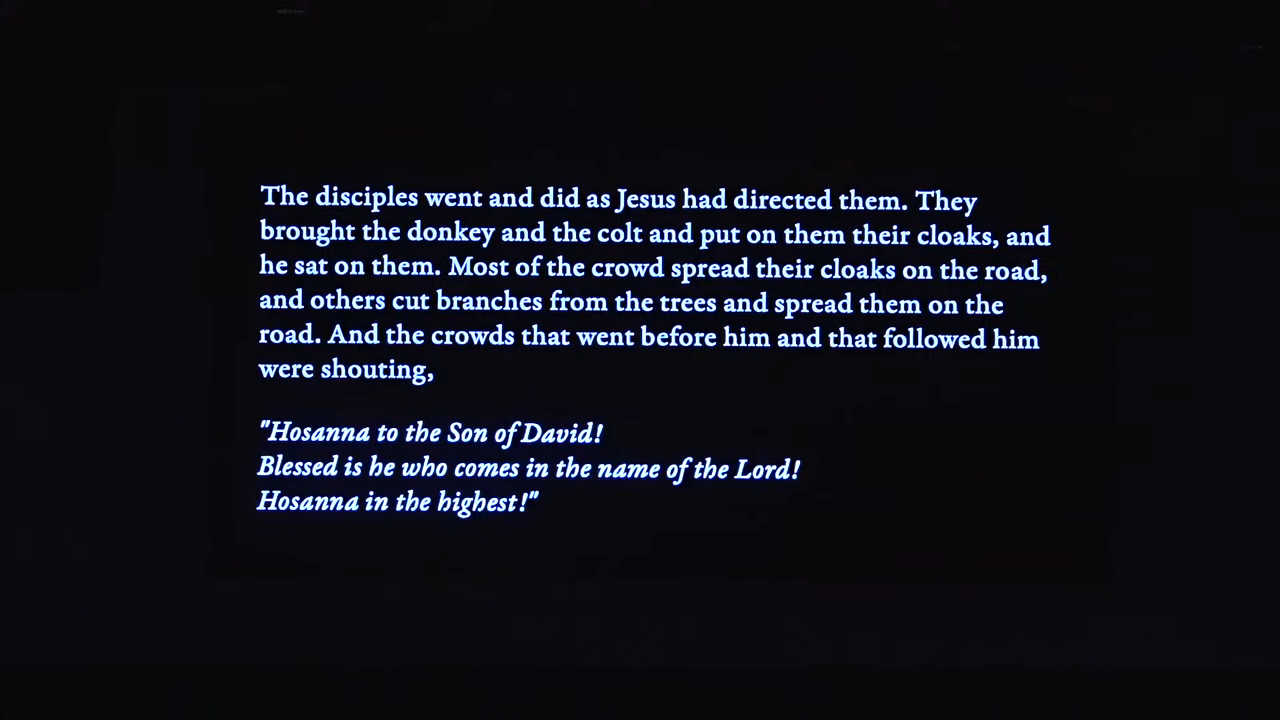 The disciples went and did as Jesus had directed them. They
brought the donkey and the colt and put on them their cloaks, and
he sat on them. Most of the crowd spread their cloaks on the road,
and others cut branches from the trees and spread them on the
road. And the crowds that went before him and that followed him
were shouting,
"Hosanna to the Son of David!
Blessed is he who comes in the name of the Lord!
Hosanna in the highest!"